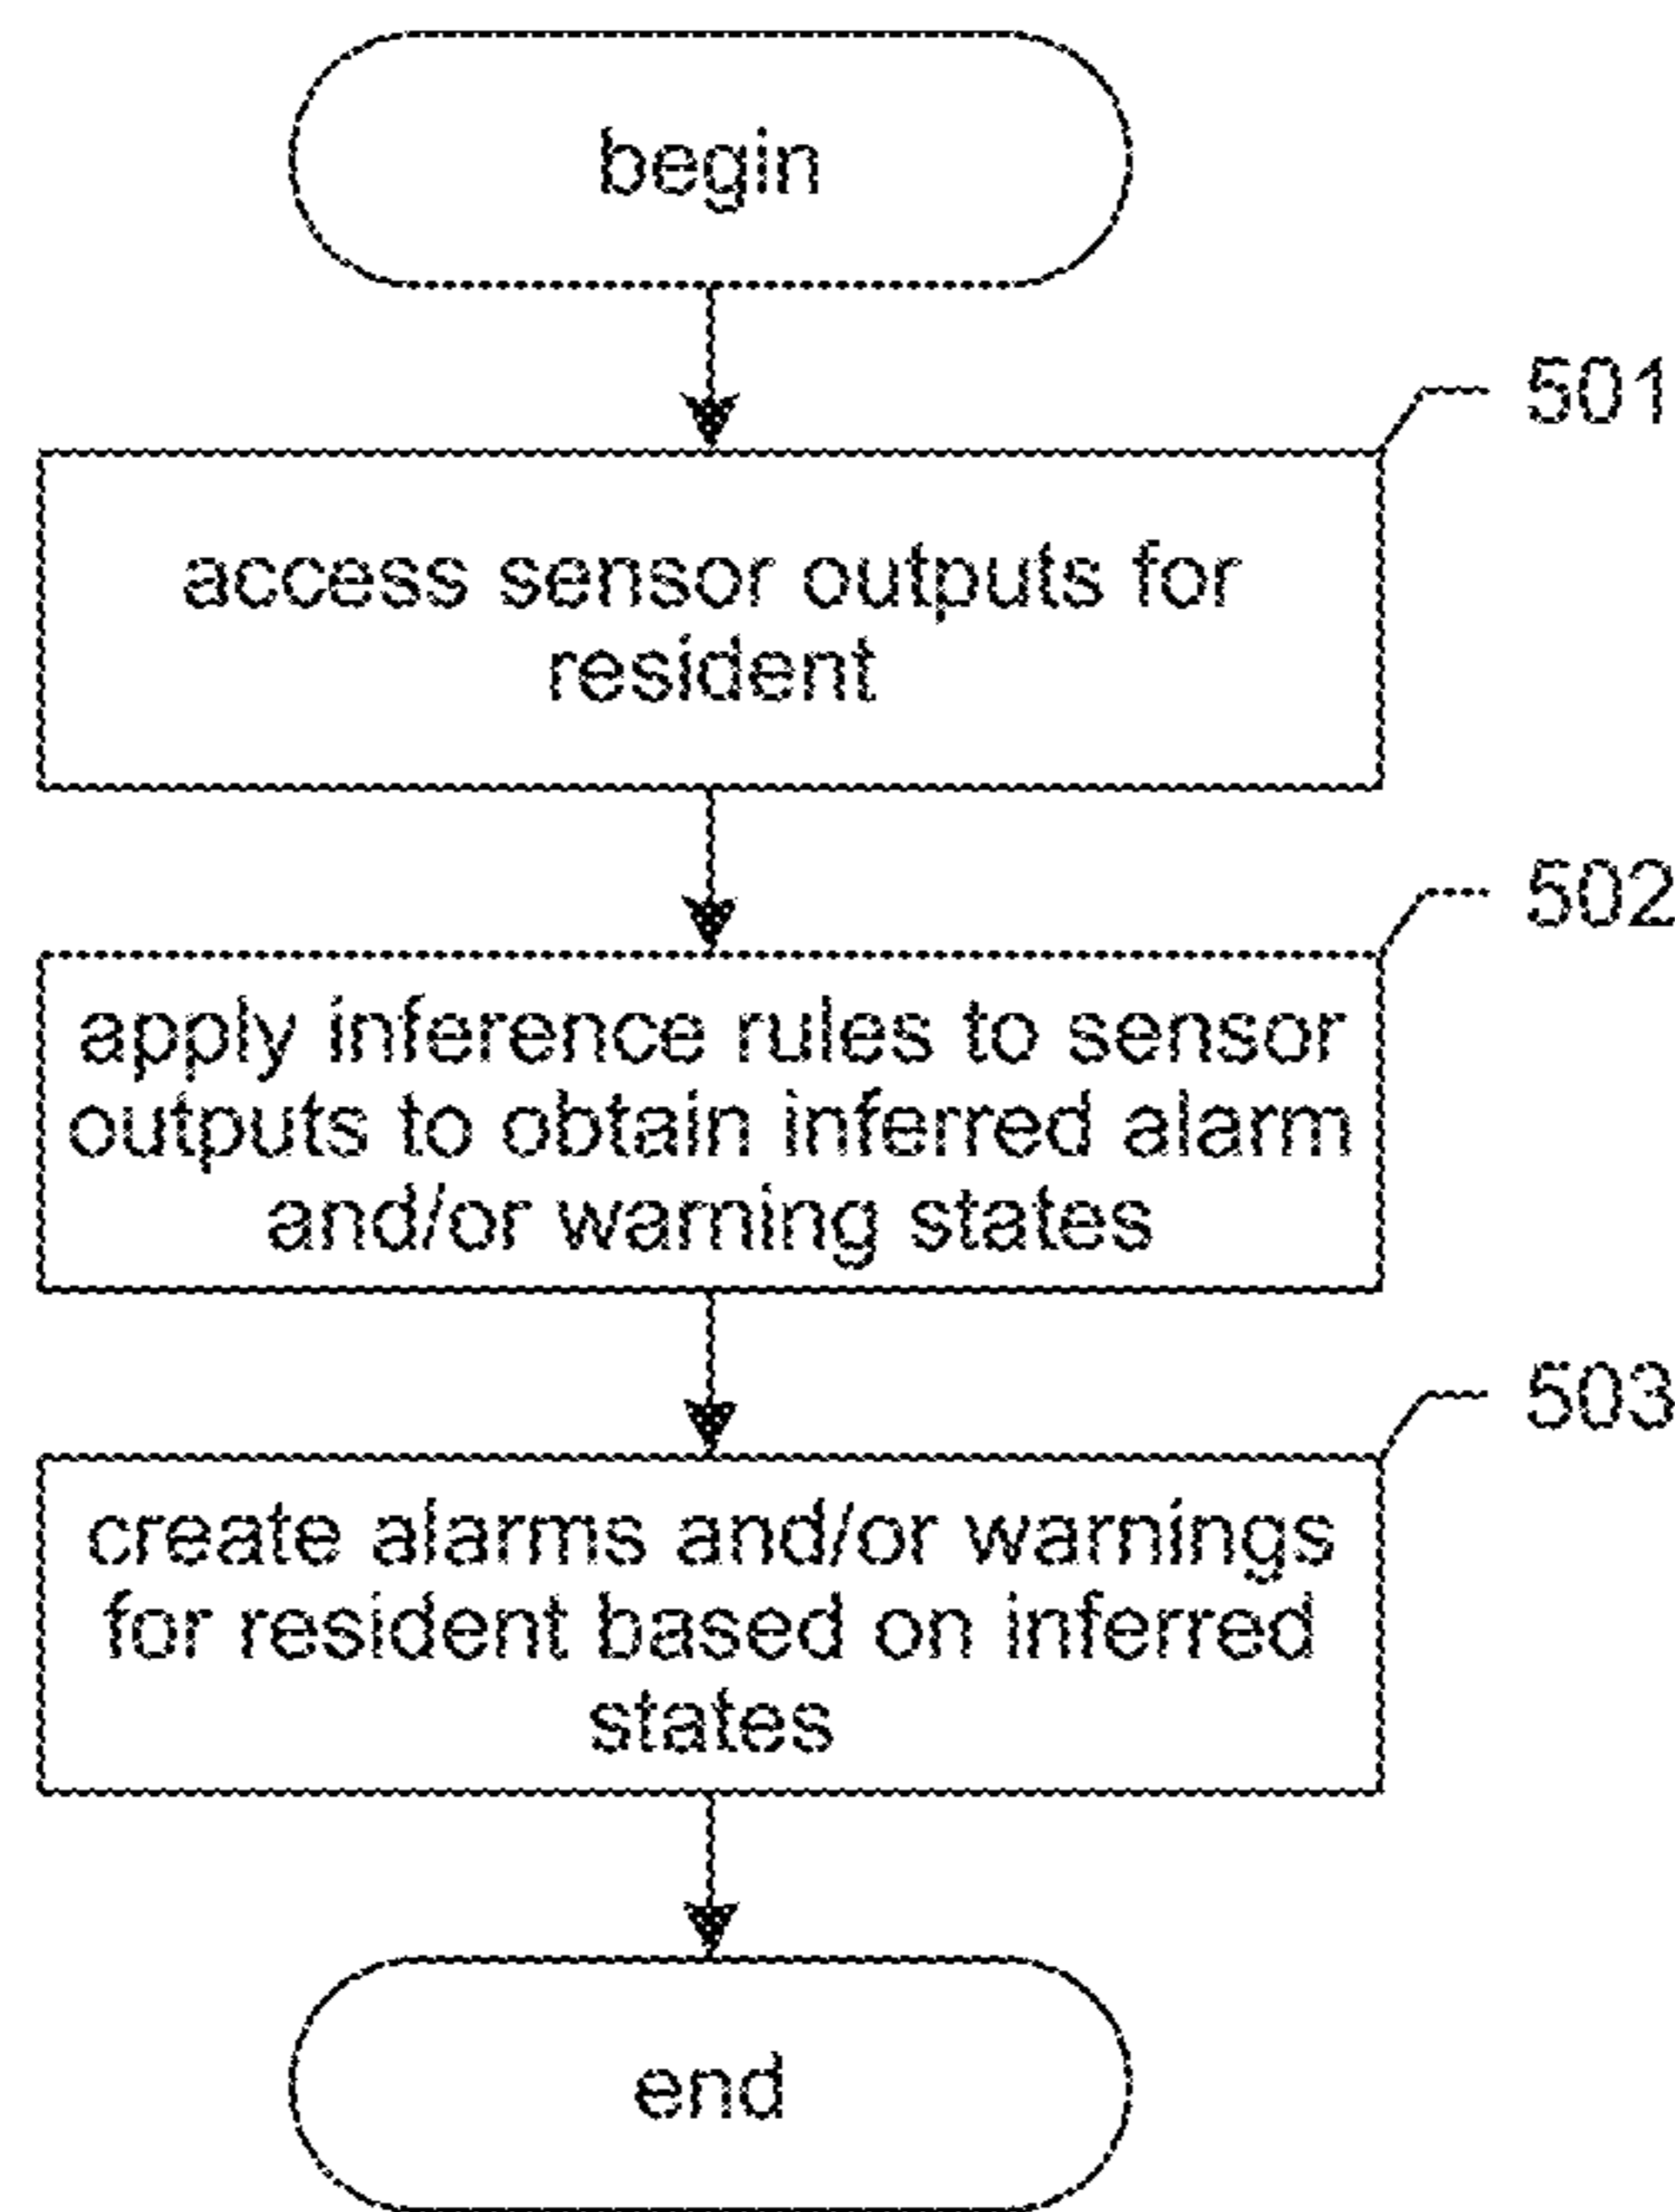 begin
501
access sensor outputs for
resident
502
apply inference rules to sensor
outputs to obtain inferred alarm
and/or warning states
503
create alarms and/or warnings
for resident based on inferred
states
end